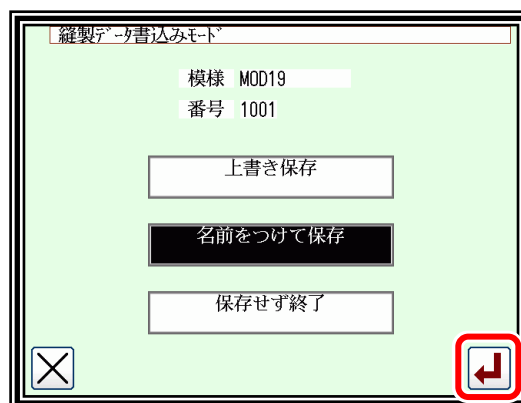 縫製ﾃﾞｰﾀ書込みﾓｰﾄﾞ
模様 MOD19
番号 1001
上書き保存
名前をつけて保存
保存せず終了